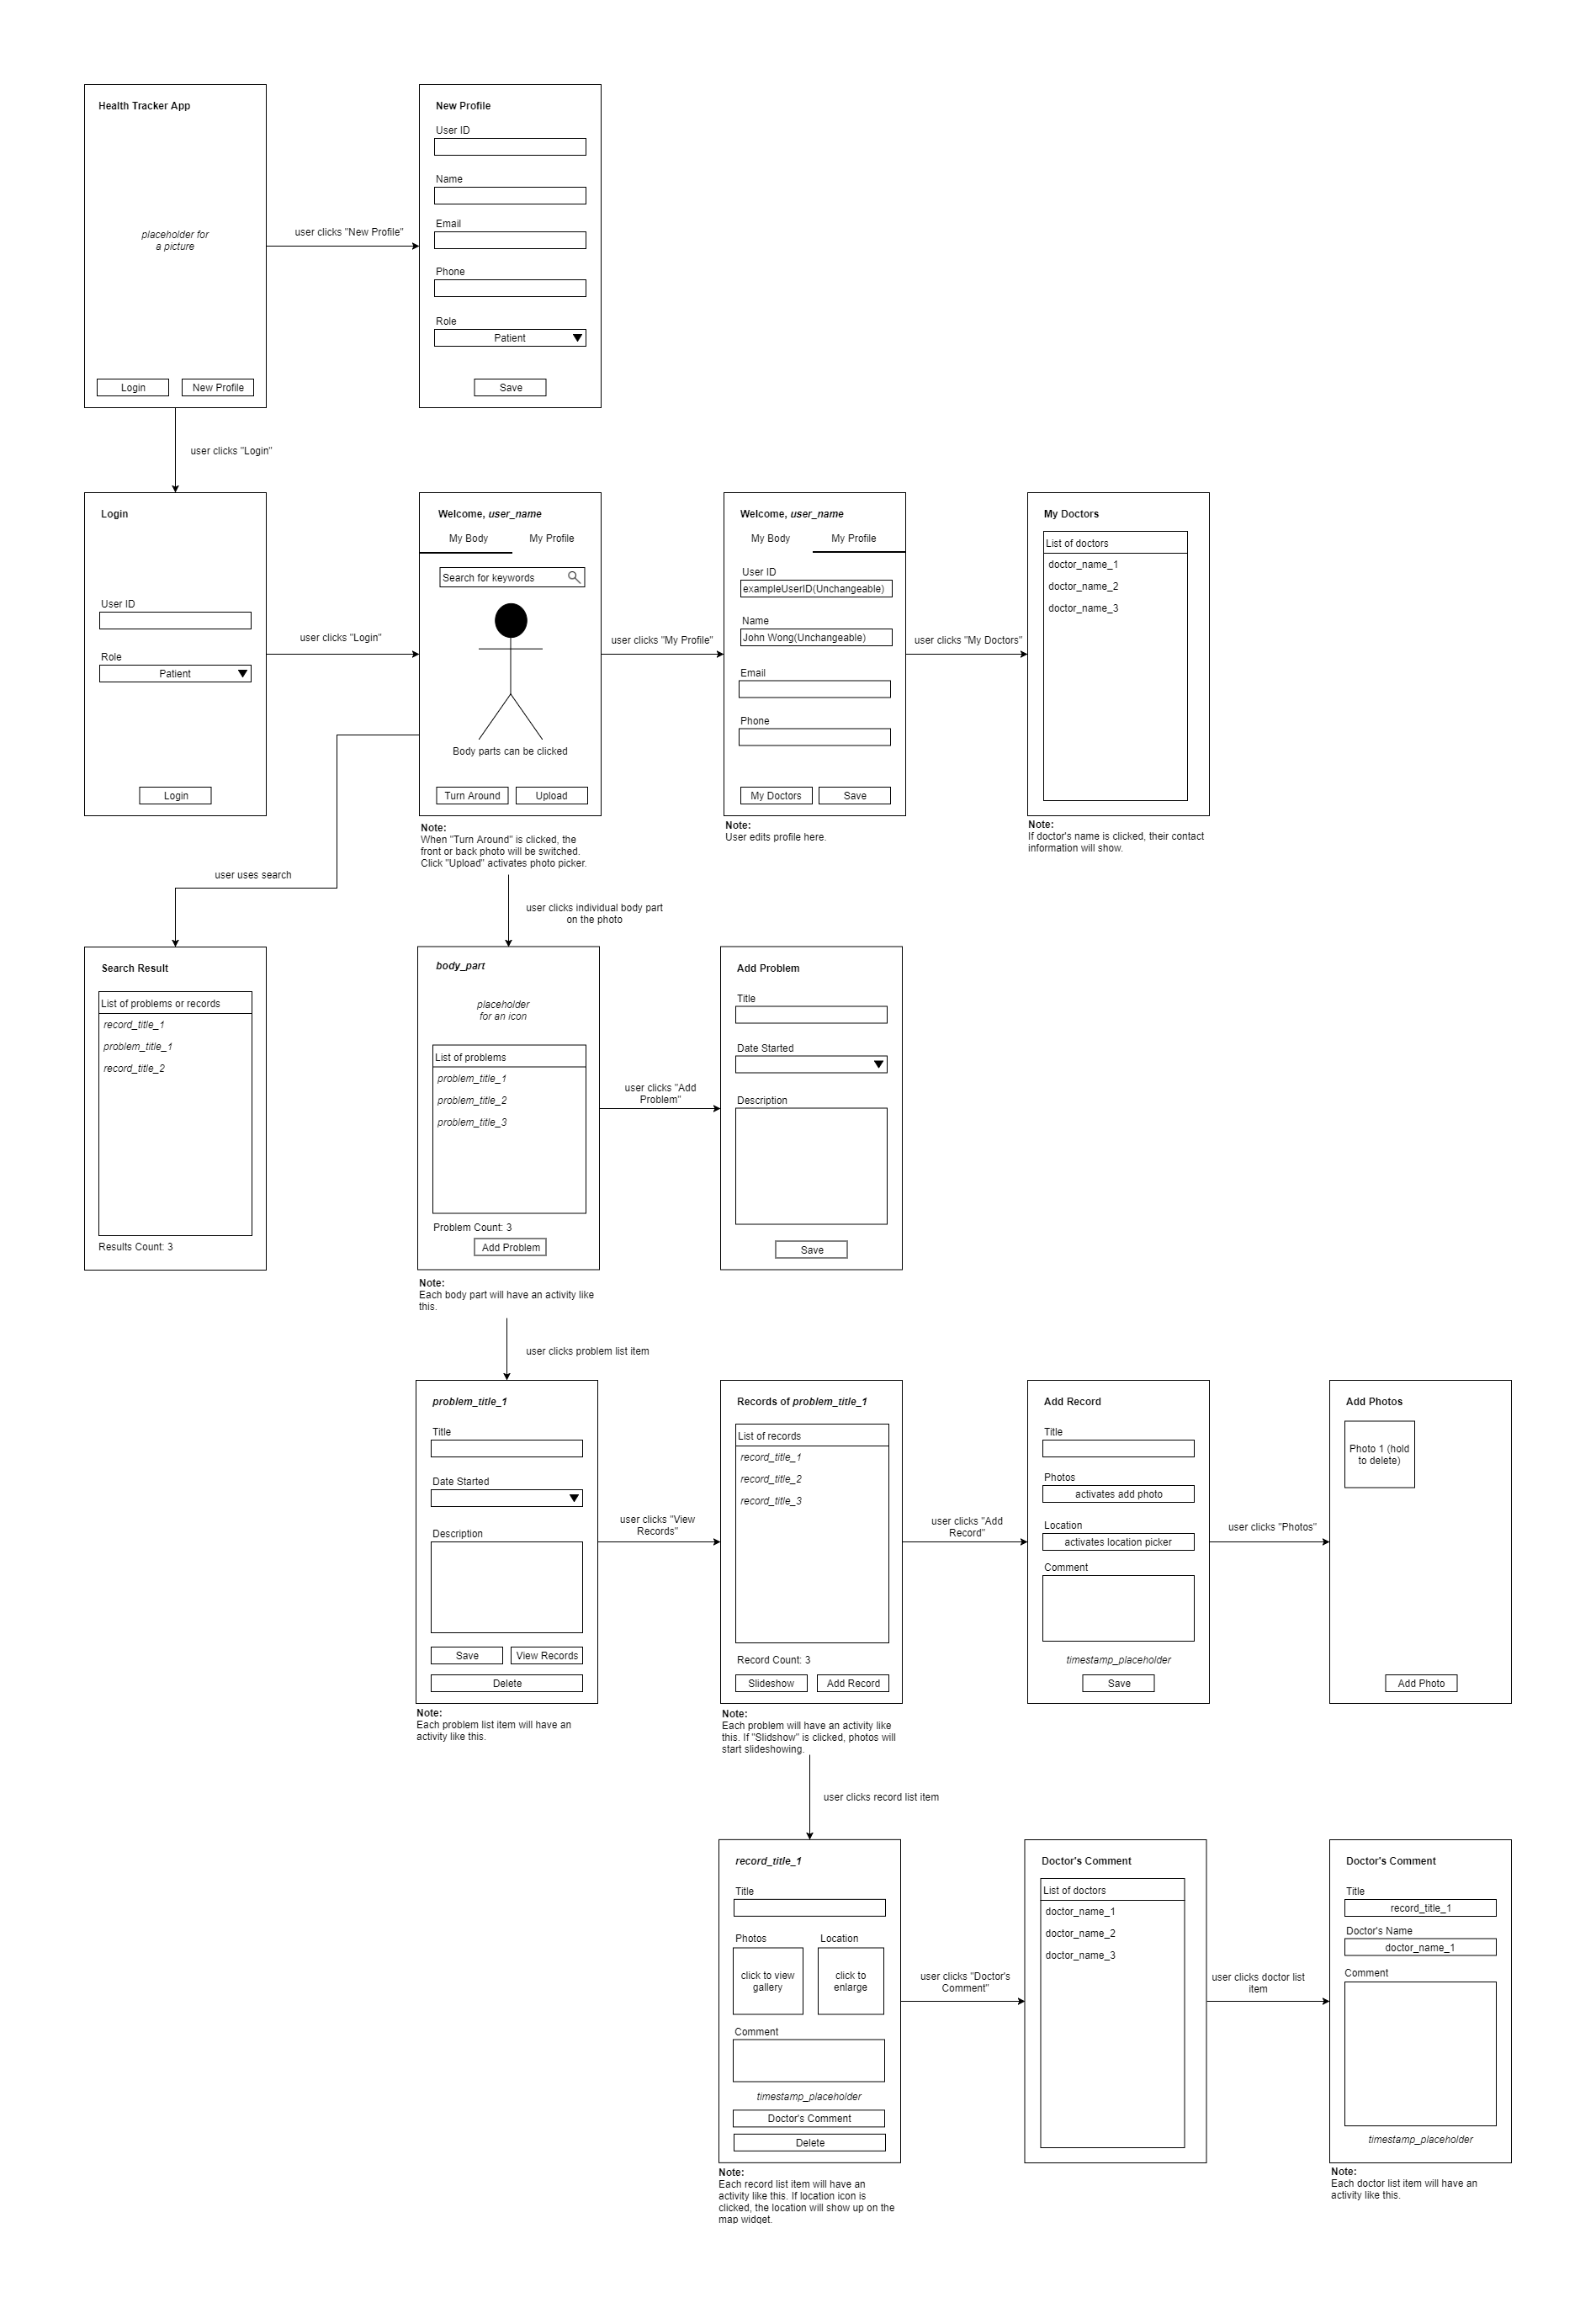 Health Tracker App
placeholder for
a picture
Login
New Profile
user clicks "New Profile"
New Profile
User ID
Name
Email
Phone
Role
Patient
Save
user clicks "Login"
Login
User ID
Role
Patient
Login
user clicks "Login"
Welcome, user_name
My Body
My Profile
Search for keywords
Body parts can be clicked
Turn Around
Upload
Note:
When "Turn Around" is clicked, the
front or back photo will be switched.
Click "Upload" activates photo picker.
user clicks "My Profile"
Welcome, user_name
My Body
My Profile
User ID
exampleUserID(Unchangeable)
Name
John Wong(Unchangeable)
Email
Phone
My Doctors
Save
Note:
User edits profile here.
user clicks "My Doctors"
My Doctors
List of doctors
doctor_name_1
doctor_name_2
doctor_name_3
Note:
If doctor's name is clicked, their contact
information will show.
user uses search
user clicks individual body part
on the photo
Search Result
List of problems or records
record_title_1
problem_title_1
record_title_2
Results Count: 3
body_part
placeholder
for an icon
List of problems
problem_title_1
problem_title_2
problem_title_3
Problem Count: 3
Add Problem
Note:
Each body part will have an activity like
this.
user clicks "Add
Problem"
Add Problem
Title
Date Started
Description
Save
user clicks problem list item
problem_title_1
Title
Date Started
Description
Save
View Records
Delete
Note:
Each problem list item will have an
activity like this.
user clicks "View
Records"
Records of problem_title_1
List of records
record_title_1
record_title_2
record_title_3
Record Count: 3
Slideshow
Add Record
Note:
Each problem will have an activity like
this. If "Slidshow" is clicked, photos will
start slideshowing.
user clicks "Add
Record"
Add Record
Title
Photos
activates add photo
Location
activates location picker
Comment
timestamp_placeholder
Save
user clicks "Photos"
Add Photos
Photo 1 (hold
to delete)
Add Photo
user clicks record list item
record_title_1
Title
Photos
Location
click to view
gallery
click to
enlarge
Comment
timestamp_placeholder
Doctor's Comment
Delete
Note:
Each record list item will have an
activity like this. If location icon is
clicked, the location will show up on the
map widget.
user clicks "Doctor's
Comment"
Doctor's Comment
List of doctors
doctor_name_1
doctor_name_2
doctor_name_3
user clicks doctor list
item
Doctor's Comment
Title
record_title_1
Doctor's Name
doctor_name_1
Comment
timestamp_placeholder
Note:
Each doctor list item will have an
activity like this.